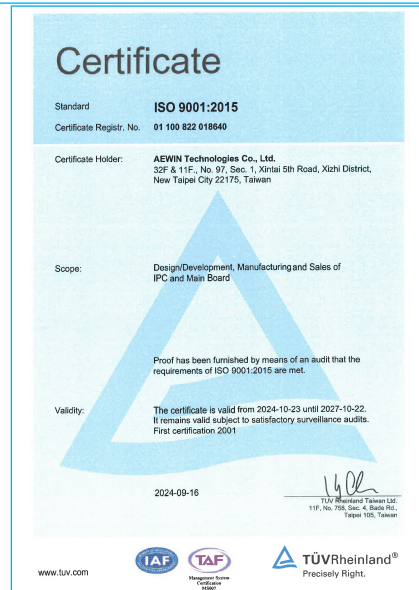 Certificate
Standard ISO 9001:2015
Certificate Registr. No. 01 100 822 018640
Certificate Holder: AEWIN Technologies Co., Ltd.
32F & 11F., No. 97, Sec. 1, Xintai 5th Road, Xizhi District,
New Taipei City 22175, Taiwan
Scope: Design/Development, Manufacturing and Sales of
IPC and Main Board
Proof has been furnished by means of an audit that the
requirements of ISO 9001:2015 are met.
Validity: The certificate is valid from 2024-10-23 until 2027-10-22.
It remains valid subject to satisfactory surveillance audits.
First certification 2001
2024-09-16
TÜV Rheinland Taiwan Ltd.
11F, No. 758, Sec. 4, Bade Rd.,
Taipei 105, Taiwan
www.tuv.com
IAF
TAF
Management System
Certification
MS007
TÜVRheinland®
Precisely Right.